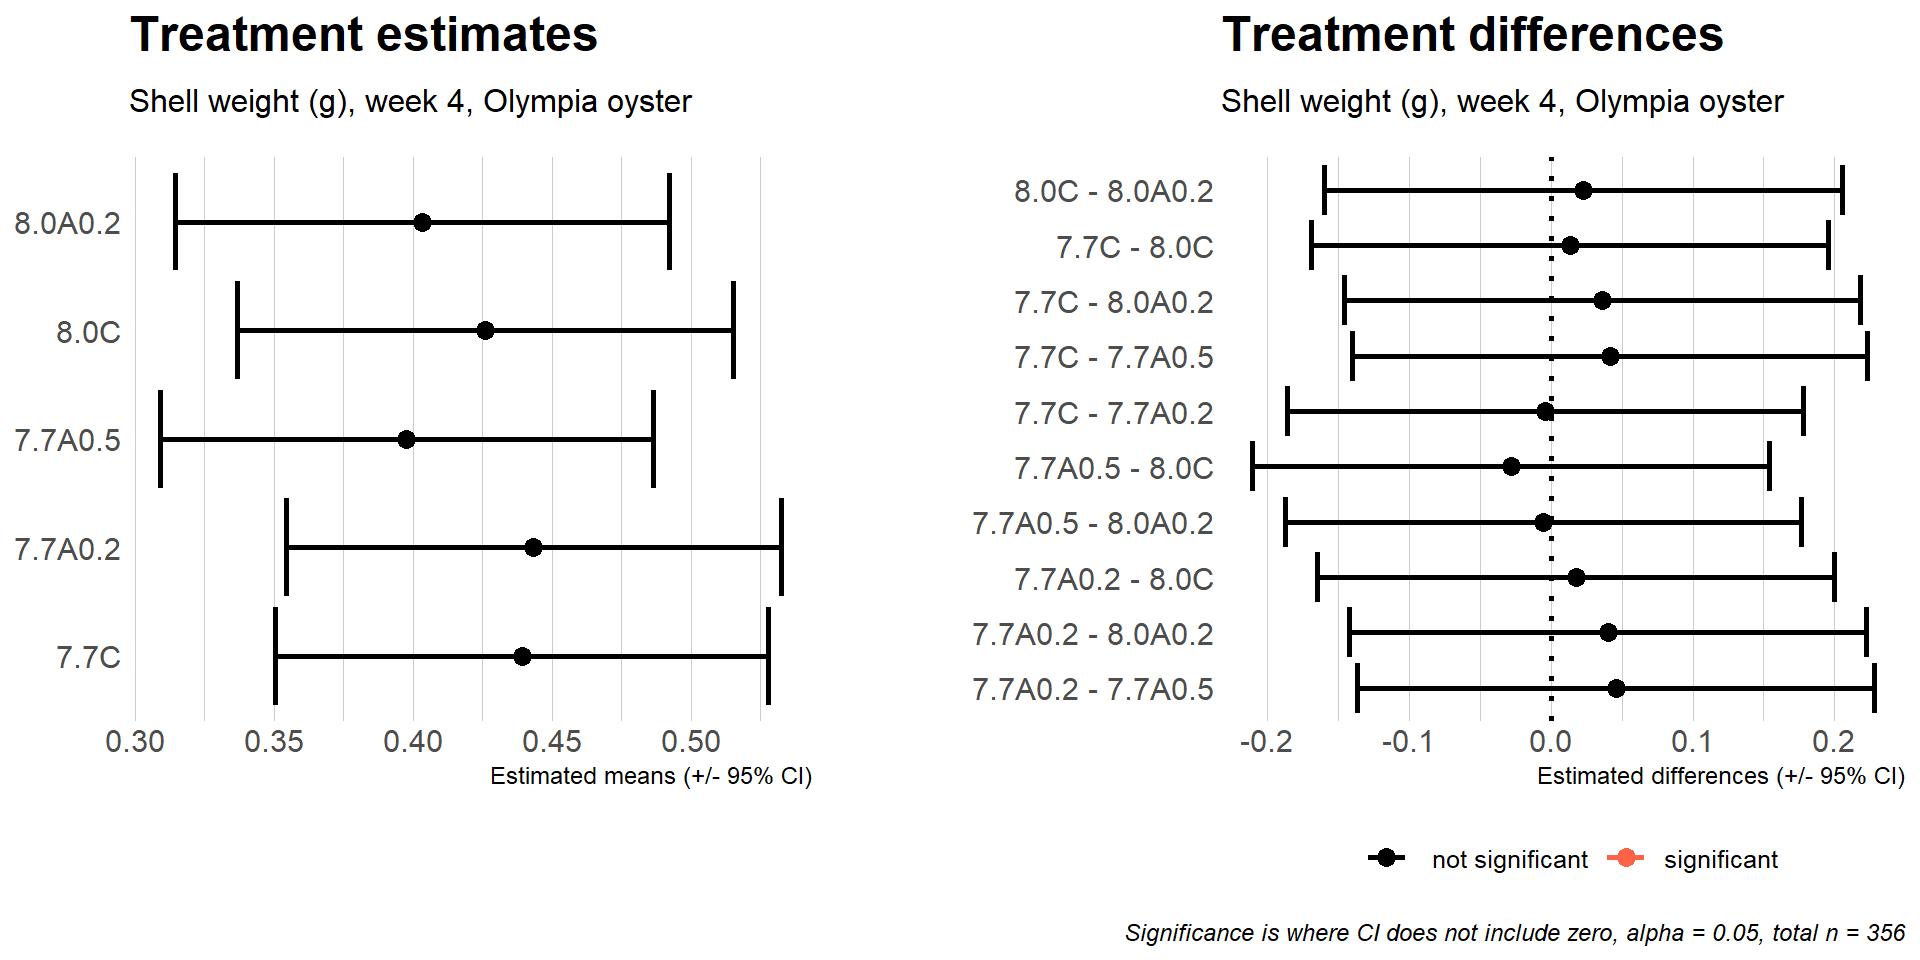 Treatment estimates
Shell weight (g), week 4, Olympia oyster
8.0A0.2
8.0C
7.7A0.5
7.7A0.2
7.7C
0.30 0.35 0.40 0.45 0.50
Estimated means (+/- 95% CI)
Treatment differences
Shell weight (g), week 4, Olympia oyster
8.0C - 8.0A0.2
7.7C - 8.0C
7.7C - 8.0A0.2
7.7C - 7.7A0.5
7.7C - 7.7A0.2
7.7A0.5 - 8.0C
7.7A0.5 - 8.0A0.2
7.7A0.2 - 8.0C
7.7A0.2 - 8.0A0.2
7.7A0.2 - 7.7A0.5
-0.2 -0.1 0.0 0.1 0.2
Estimated differences (+/- 95% CI)
not significant significant
Significance is where CI does not include zero, alpha = 0.05, total n = 356